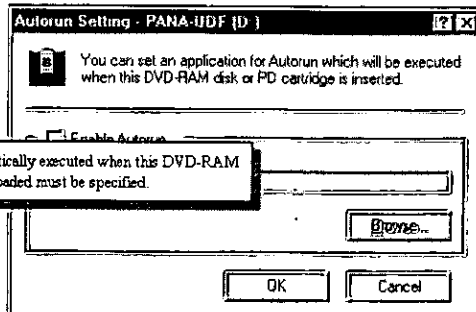 Autorun Setting - PANA-UDF (D:)
You can set an application for Autorun which will be executed
when this DVD-RAM disk or PD cartridge is inserted.
Enable Autorun
tically executed when this DVD-RAM
oaded must be specified.
Browse...
OK
Cancel